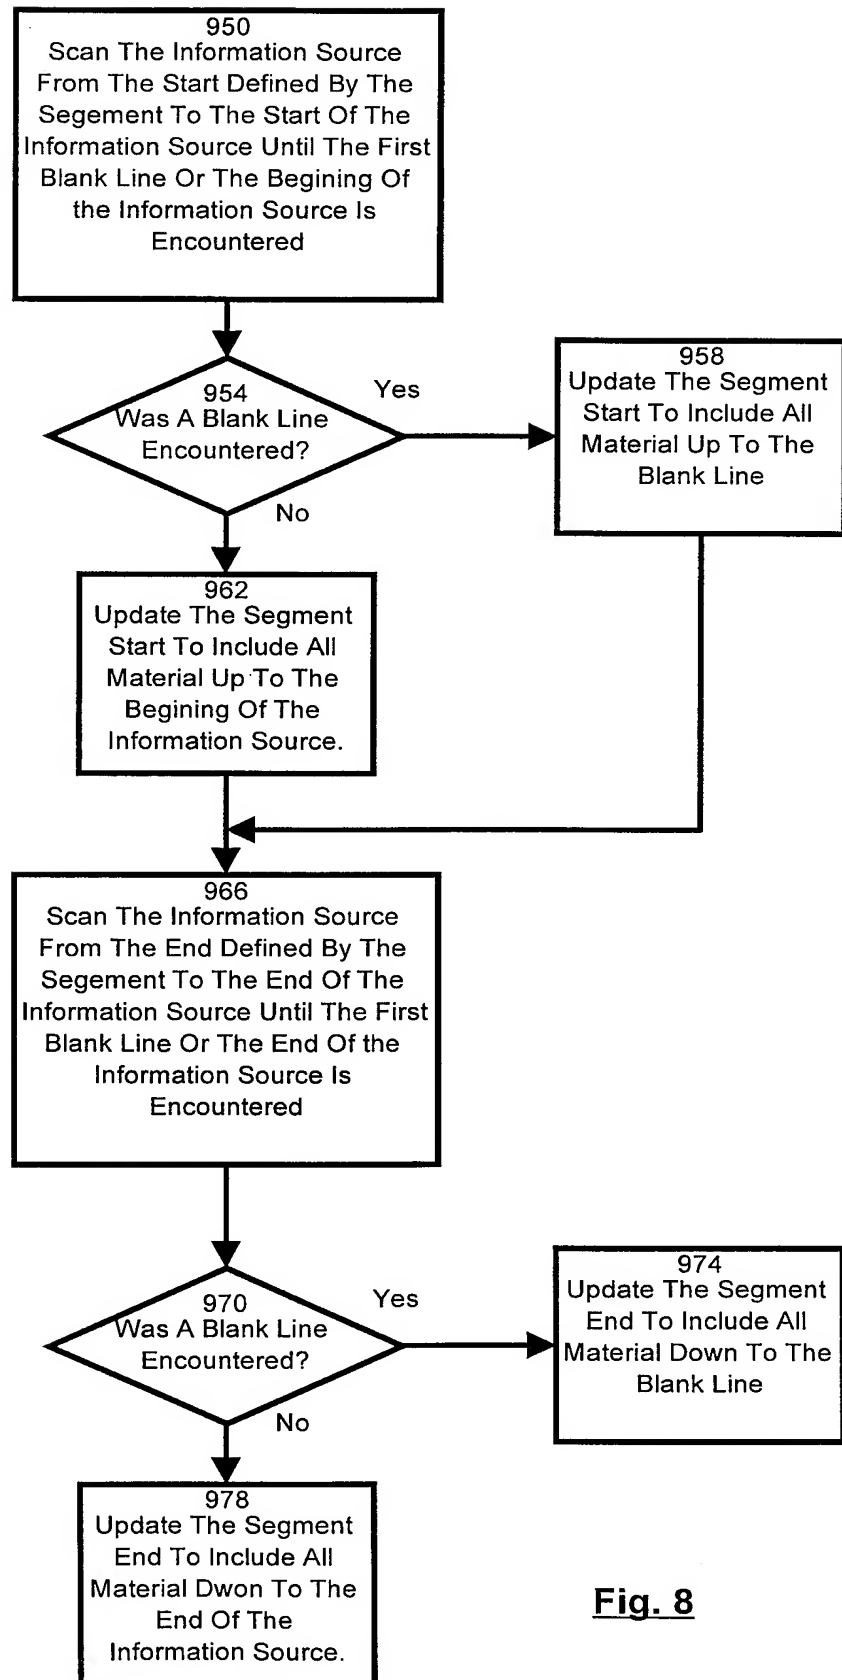 950
Scan The Information Source
From The Start Defined By The
Segement To The Start Of The
Information Source Until The First
Blank Line Or The Begining Of
the Information Source Is
Encountered
954
Was A Blank Line
Encountered?
Yes
No
958
Update The Segment
Start To Include All
Material Up To The
Blank Line
962
Update The Segment
Start To Include All
Material Up To The
Begining Of The
Information Source.
966
Scan The Information Source
From The End Defined By The
Segement To The End Of The
Information Source Until The First
Blank Line Or The End Of the
Information Source Is
Encountered
970
Was A Blank Line
Encountered?
Yes
No
974
Update The Segment
End To Include All
Material Down To The
Blank Line
978
Update The Segment
End To Include All
Material Dwon To The
End Of The
Information Source.
Fig. 8